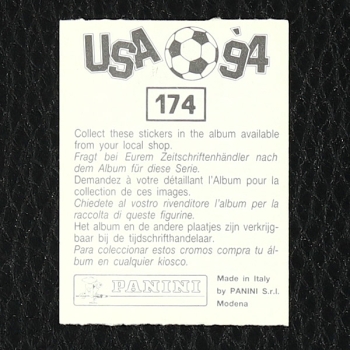 USA '94
174
Collect these stickers in the album available
from your local shop.
Fragt bei Eurem Zeitschriftenhändler nach
dem Album für diese Serie.
Demandez à votre détaillant l'Album pour la
collection de ces images.
Chiedete al vostro rivenditore l'album per la
raccolta di queste figurine.
Het album en de andere plaatjes zijn verkrijg-
baar bij de tijdschrifthandelaar.
Para coleccionar estos cromos compra tu ál-
bum en cualquier kiosco.
PANINI
Made in Italy
by PANINI S.r.l.
Modena